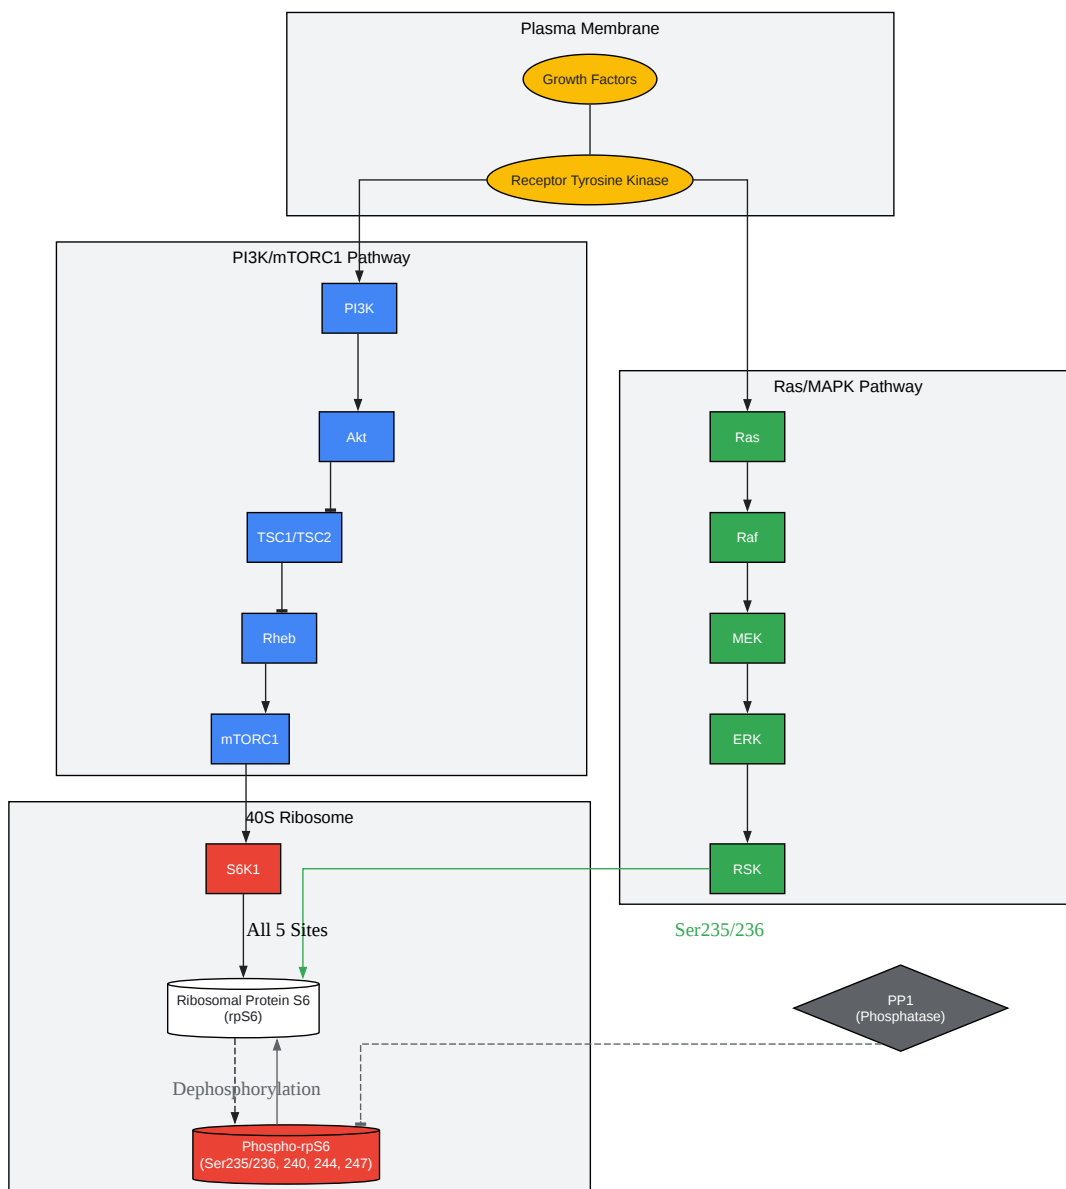 Plasma Membrane
Growth Factors
Receptor Tyrosine Kinase
PI3K/mTORC1 Pathway
PI3K
Akt
TSC1/TSC2
Rheb
mTORC1
Ras/MAPK Pathway
Ras
Raf
MEK
ERK
RSK
40S Ribosome
S6K1
All 5 Sites
Ser235/236
Ribosomal Protein S6
(rpS6)
PP1
(Phosphatase)
Dephosphorylation
Phospho-rpS6
(Ser235/236, 240, 244, 247)